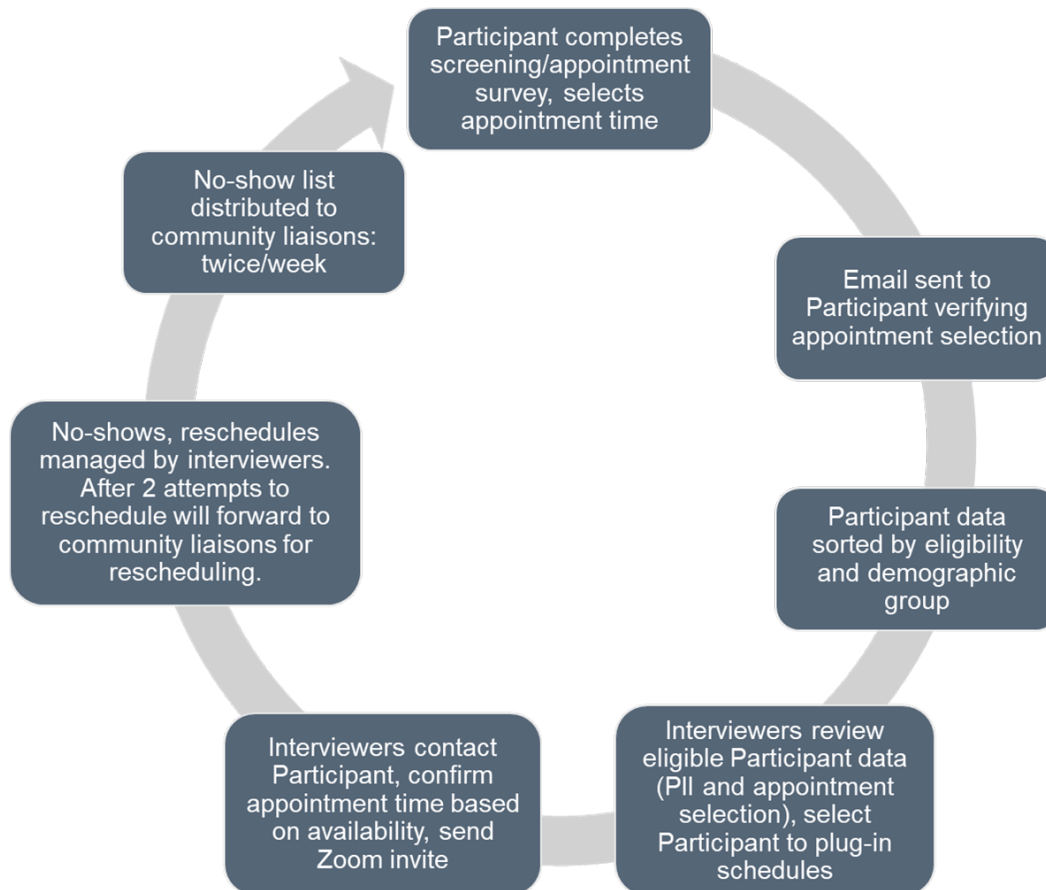 Participant completes
screening/appointment
survey, selects
appointment time
Email sent to
Participant verifying
appointment selection
Participant data
sorted by eligibility
and demographic
group
Interviewers review
eligible Participant data
(PII and appointment
selection), select
Participant to plug-in
schedules
Interviewers contact
Participant, confirm
appointment time based
on availability, send
Zoom invite
No-shows, reschedules
managed by interviewers.
After 2 attempts to
reschedule will forward to
community liaisons for
rescheduling.
No-show list
distributed to
community liaisons:
twice/week